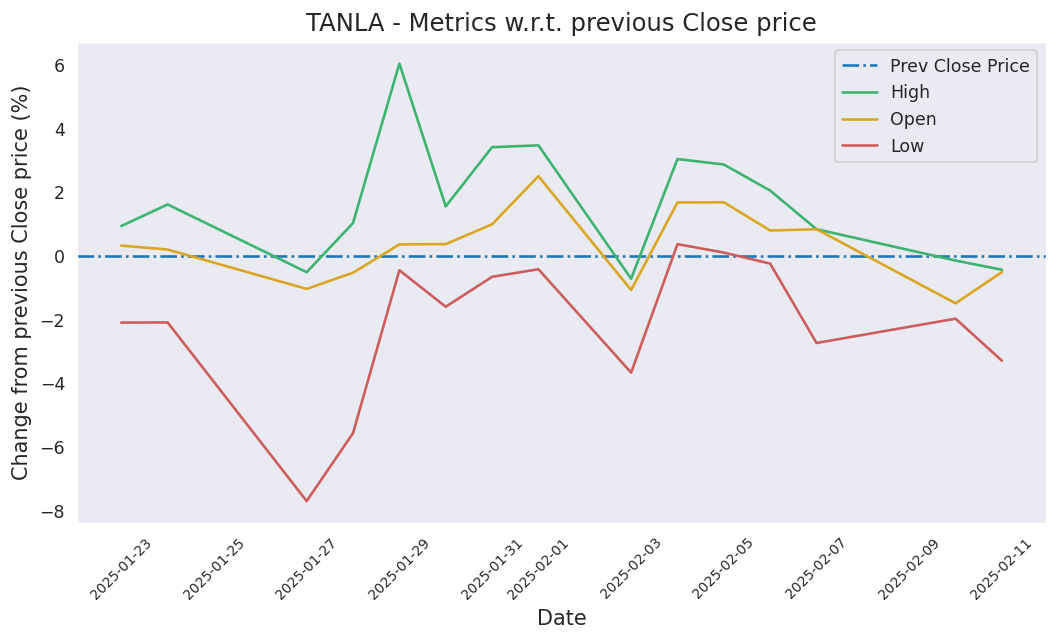 TANLA - Metrics w.r.t. previous Close price
Change from previous Close price (%)
6
4
2
0
−2
−4
−6
−8
Prev Close Price
High
Open
Low
2025-01-23
2025-01-25
2025-01-27
2025-01-29
2025-01-31
2025-02-01
2025-02-03
2025-02-05
2025-02-07
2025-02-09
2025-02-11
Date